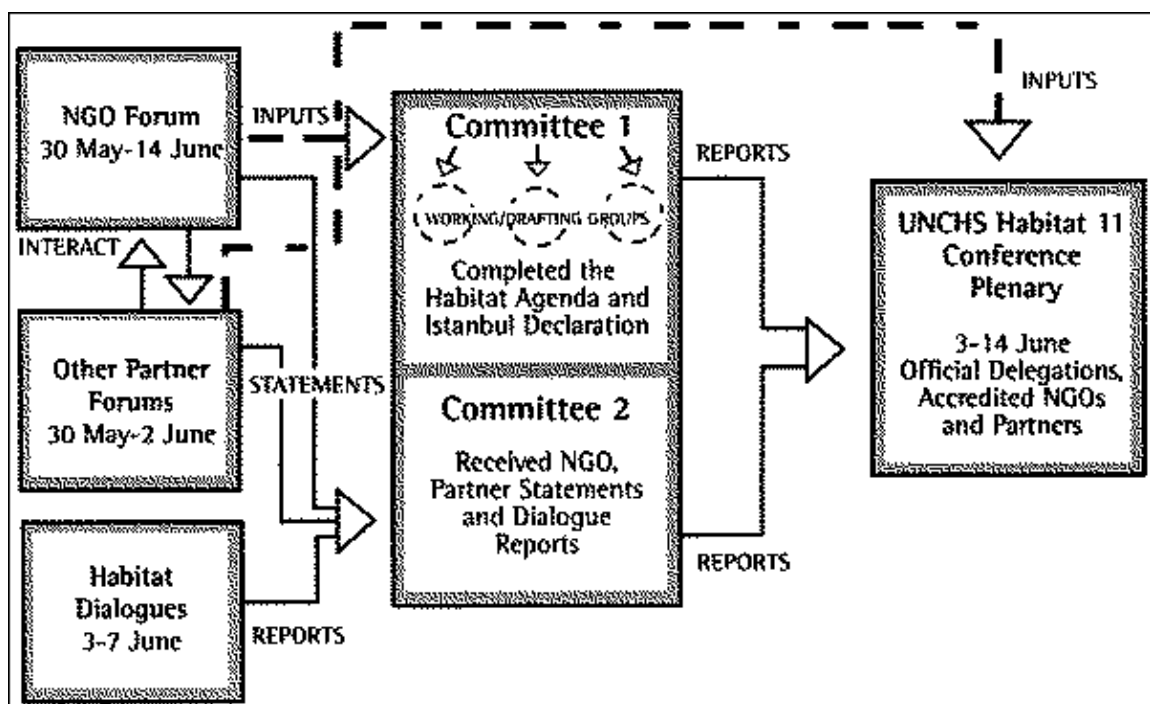 NGO Forum
30 May-14 June
INPUTS
INTERACT
Other Partner
Forums
30 May-2 June
STATEMENTS
Habitat
Dialogues
3-7 June
REPORTS
Committee 1
WORKING/DRAFTING GROUPS
Completed the
Habitat Agenda and
Istanbul Declaration
Committee 2
Received NGO,
Partner Statements
and Dialogue
Reports
REPORTS
REPORTS
INPUTS
UNCHS Habitat 11
Conference
Plenary
3-14 June
Official Delegations,
Accredited NGOs
and Partners